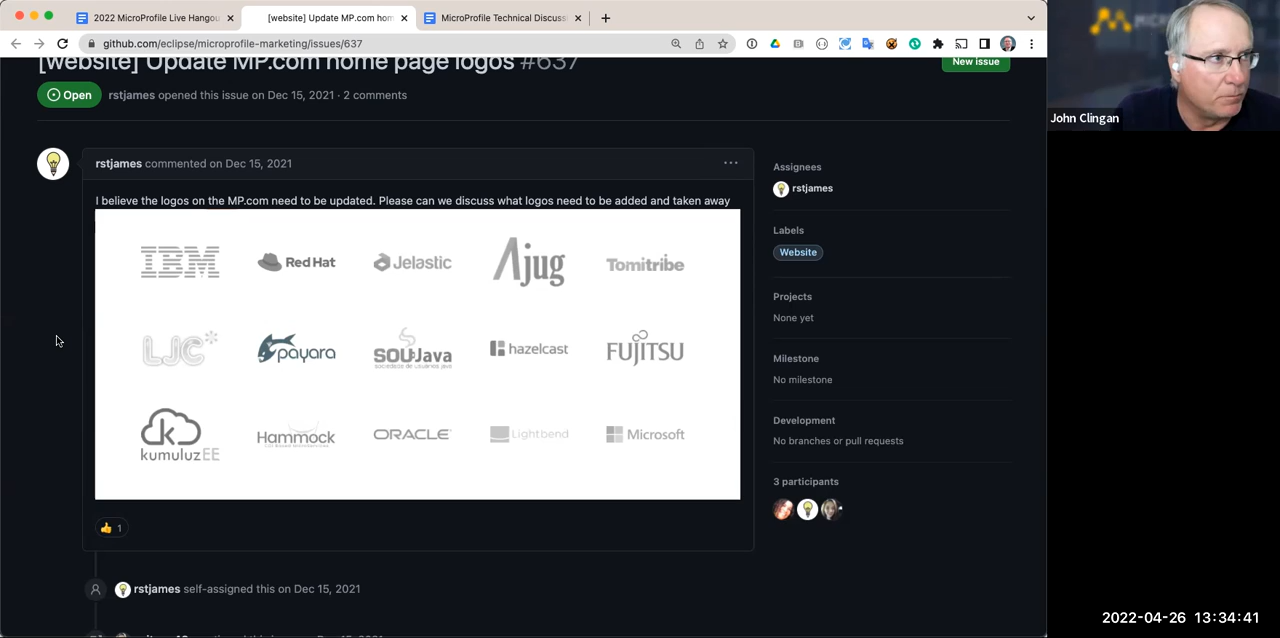 2022 MicroProfile Live Hangou
[website] Update MP.com hom
MicroProfile Technical Discuss
github.com/eclipse/microprofile-marketing/issues/637
[website] Update MP.com home page logos #637
New issue
Open
rstjames opened this issue on Dec 15, 2021 · 2 comments
rstjames commented on Dec 15, 2021
I believe the logos on the MP.com need to be updated. Please can we discuss what logos need to be added and taken away
IBM
Red Hat
Jelastic
Ajug
Tomitribe
LJC*
payara
SOUJava
sociedade de usuários java
hazelcast
FUJITSU
kumuluzEE
Hammock
ORACLE
Lightbend
Microsoft
👍 1
rstjames self-assigned this on Dec 15, 2021
Assignees
rstjames
Labels
Website
Projects
None yet
Milestone
No milestone
Development
No branches or pull requests
3 participants
John Clingan
2022-04-26 13:34:41